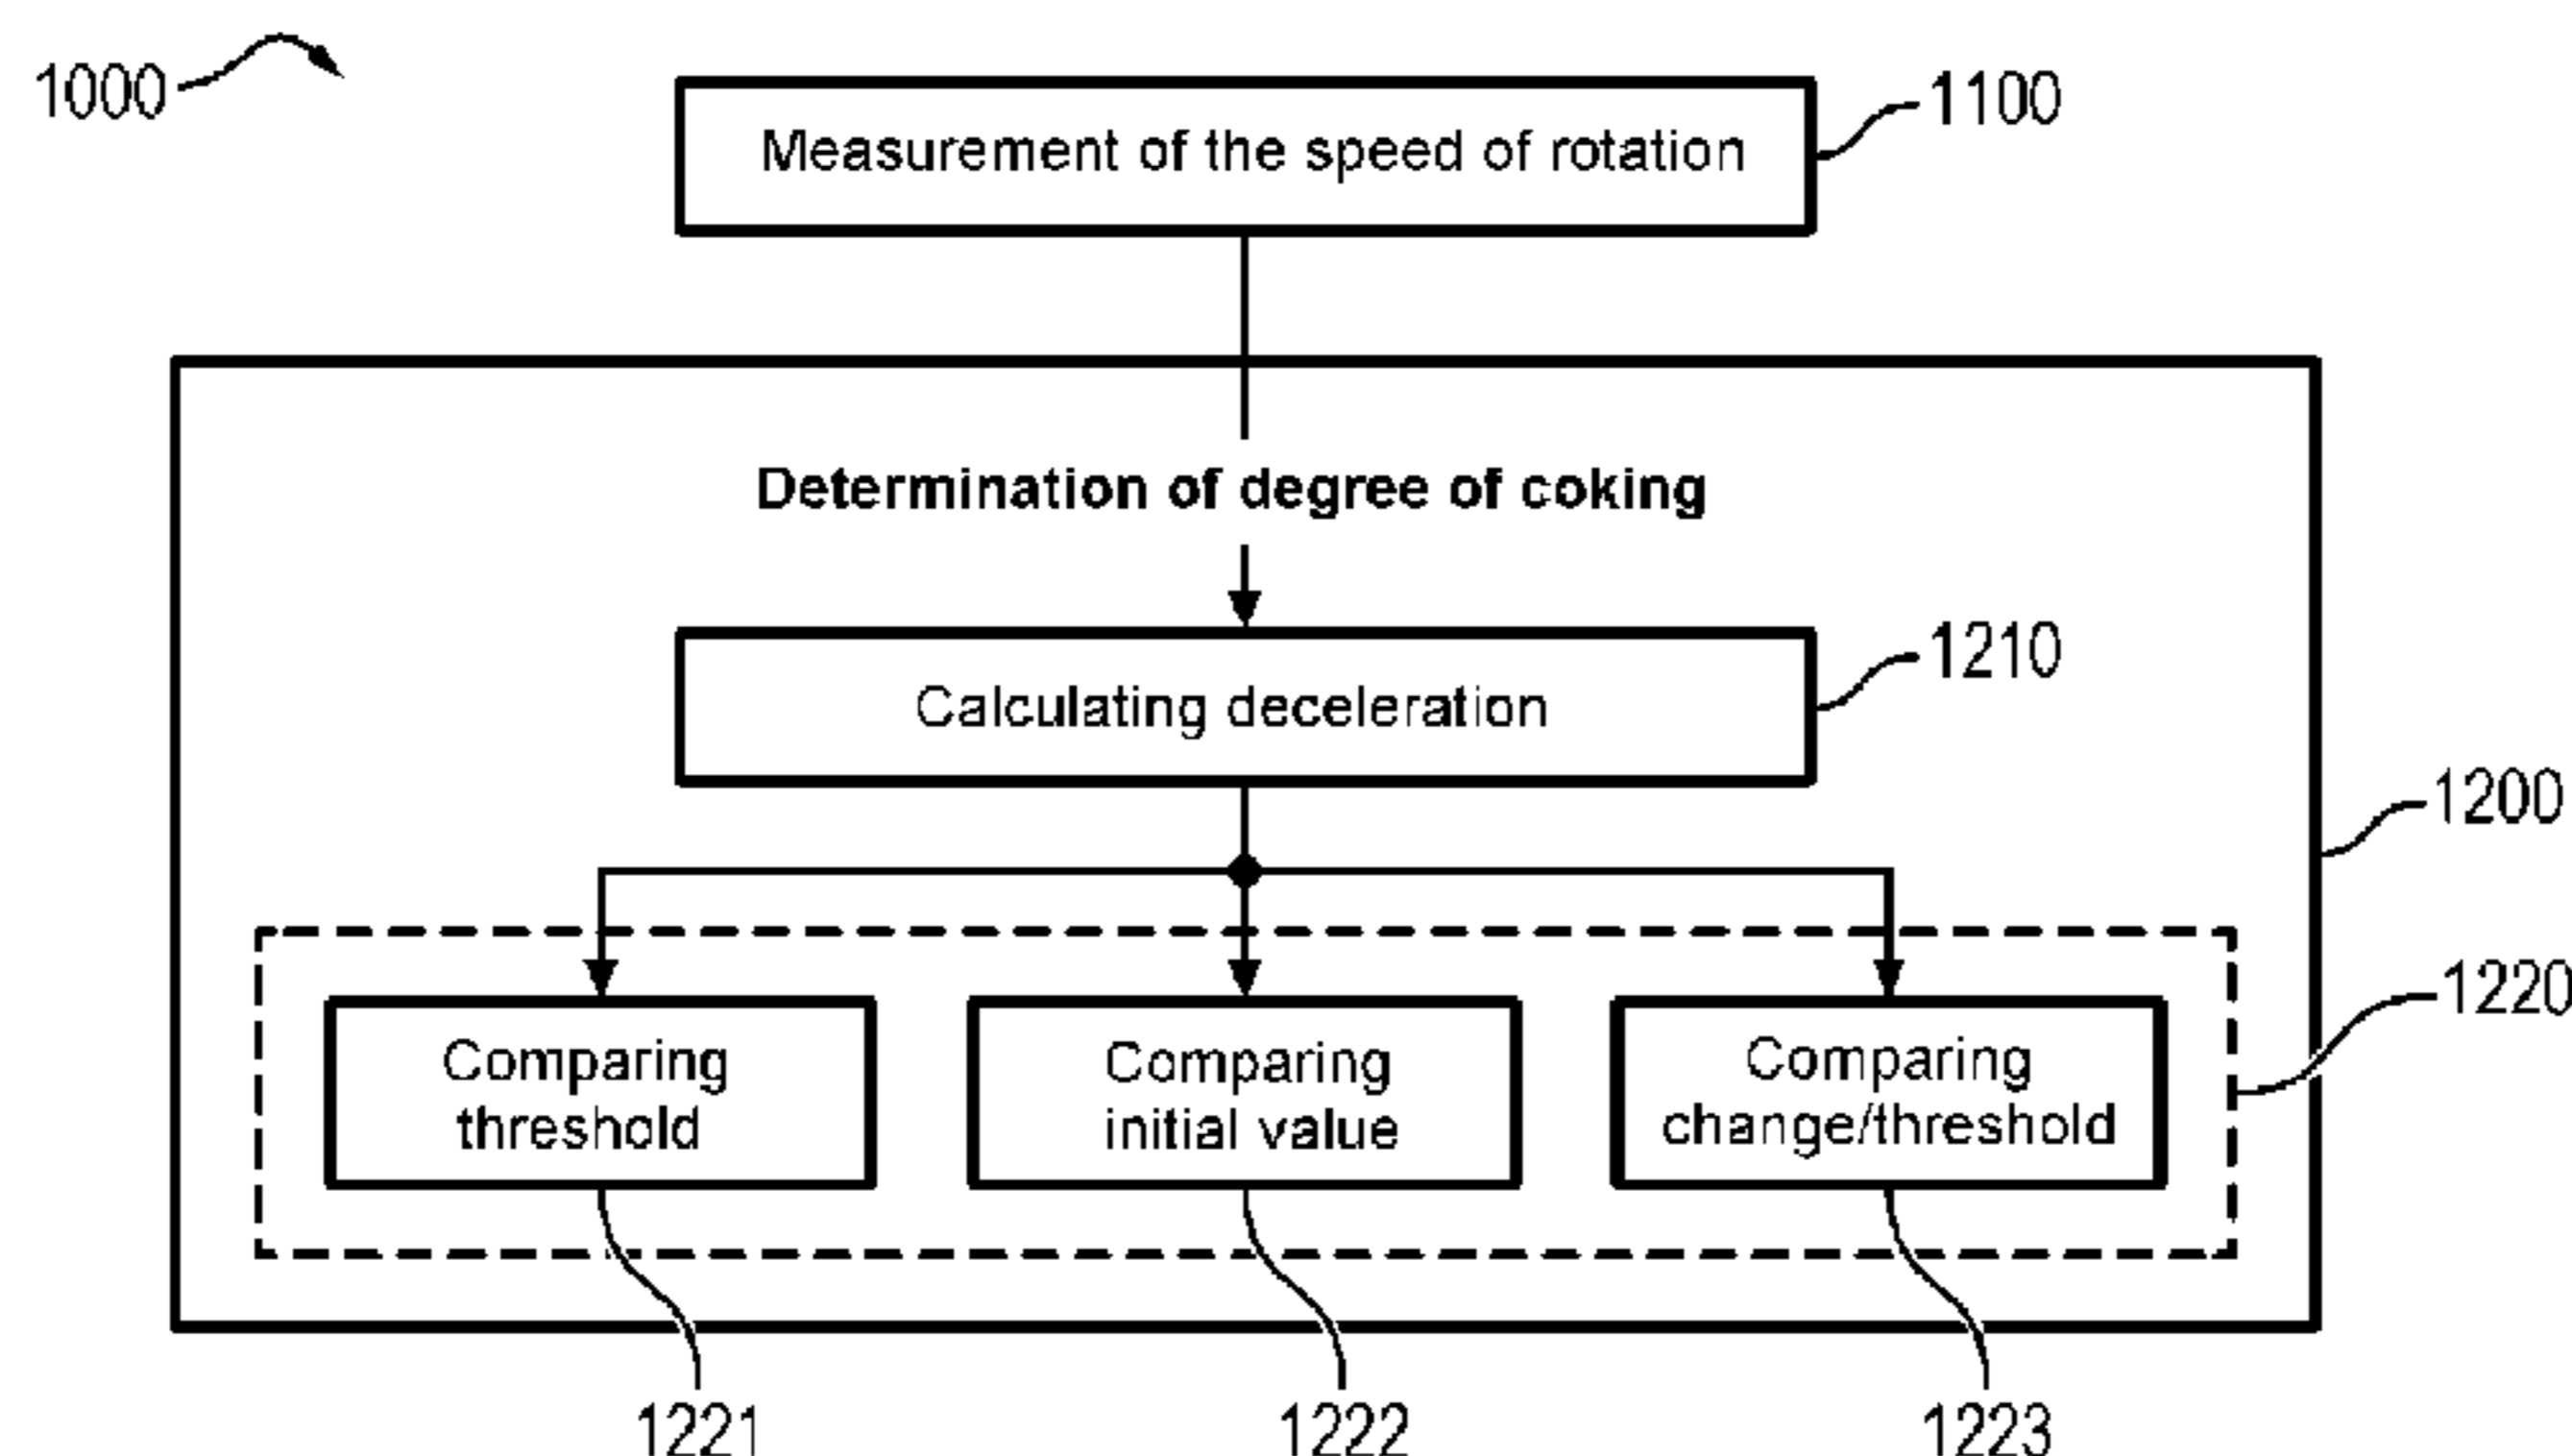 1000
Measurement of the speed of rotation
1100
Determination of degree of coking
Calculating deceleration
1210
1200
1220
Comparing
threshold
Comparing
initial value
Comparing
change/threshold
1221
1222
1223